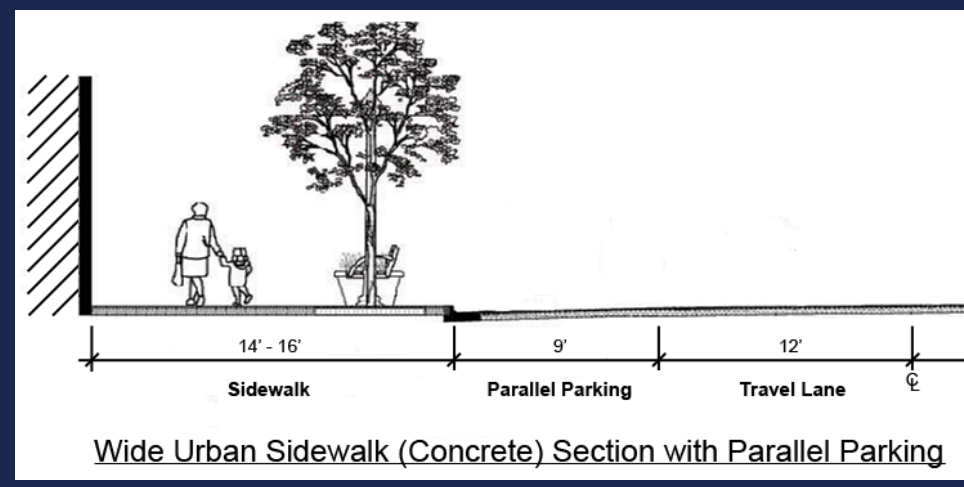 14' - 16' 9' 12'
Sidewalk Parallel Parking Travel Lane ℄
Wide Urban Sidewalk (Concrete) Section with Parallel Parking